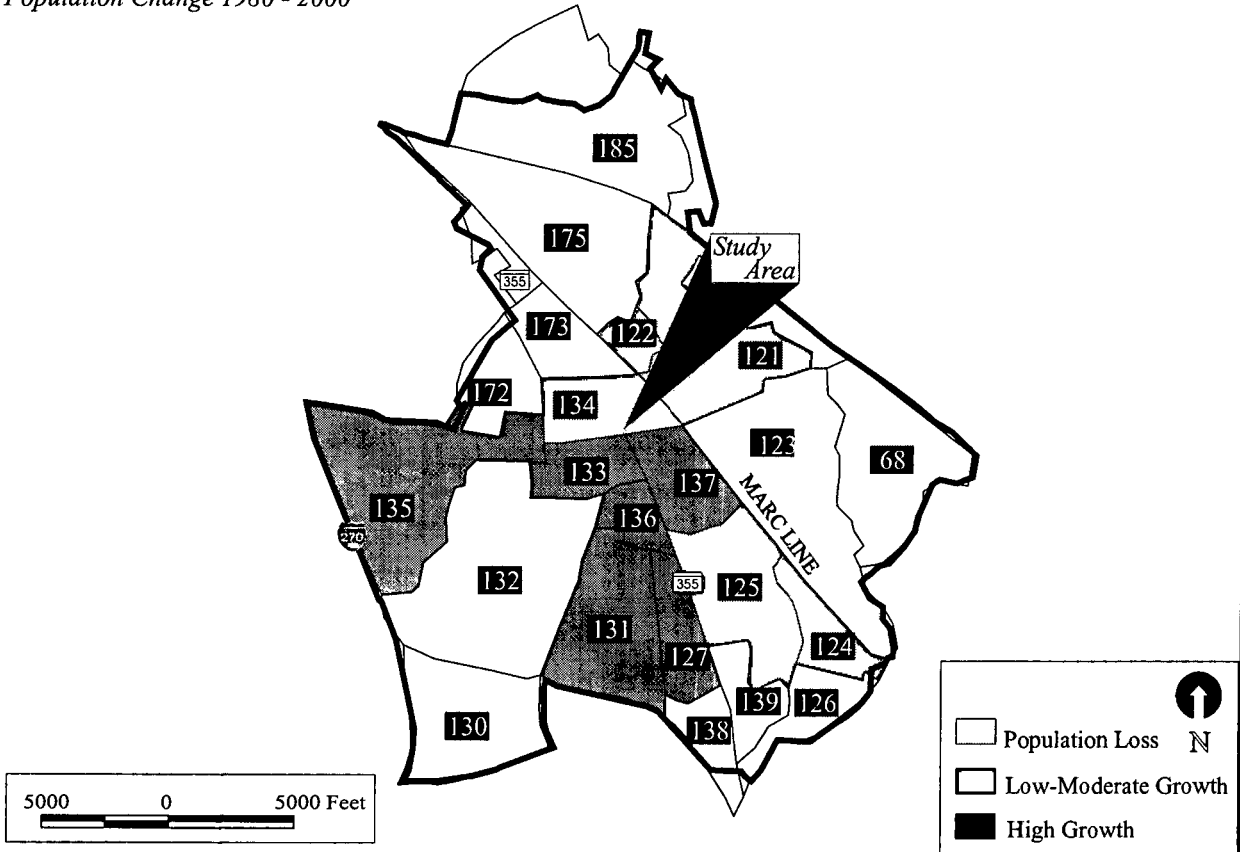 Population Change 1980 - 2000
185
175
Study
Area
355
173
122
121
172
134
123
68
133
137
135
MARC LINE
136
270
132
355
125
131
124
127
139
126
130
138
Population Loss
N
Low-Moderate Growth
High Growth
5000 0 5000 Feet